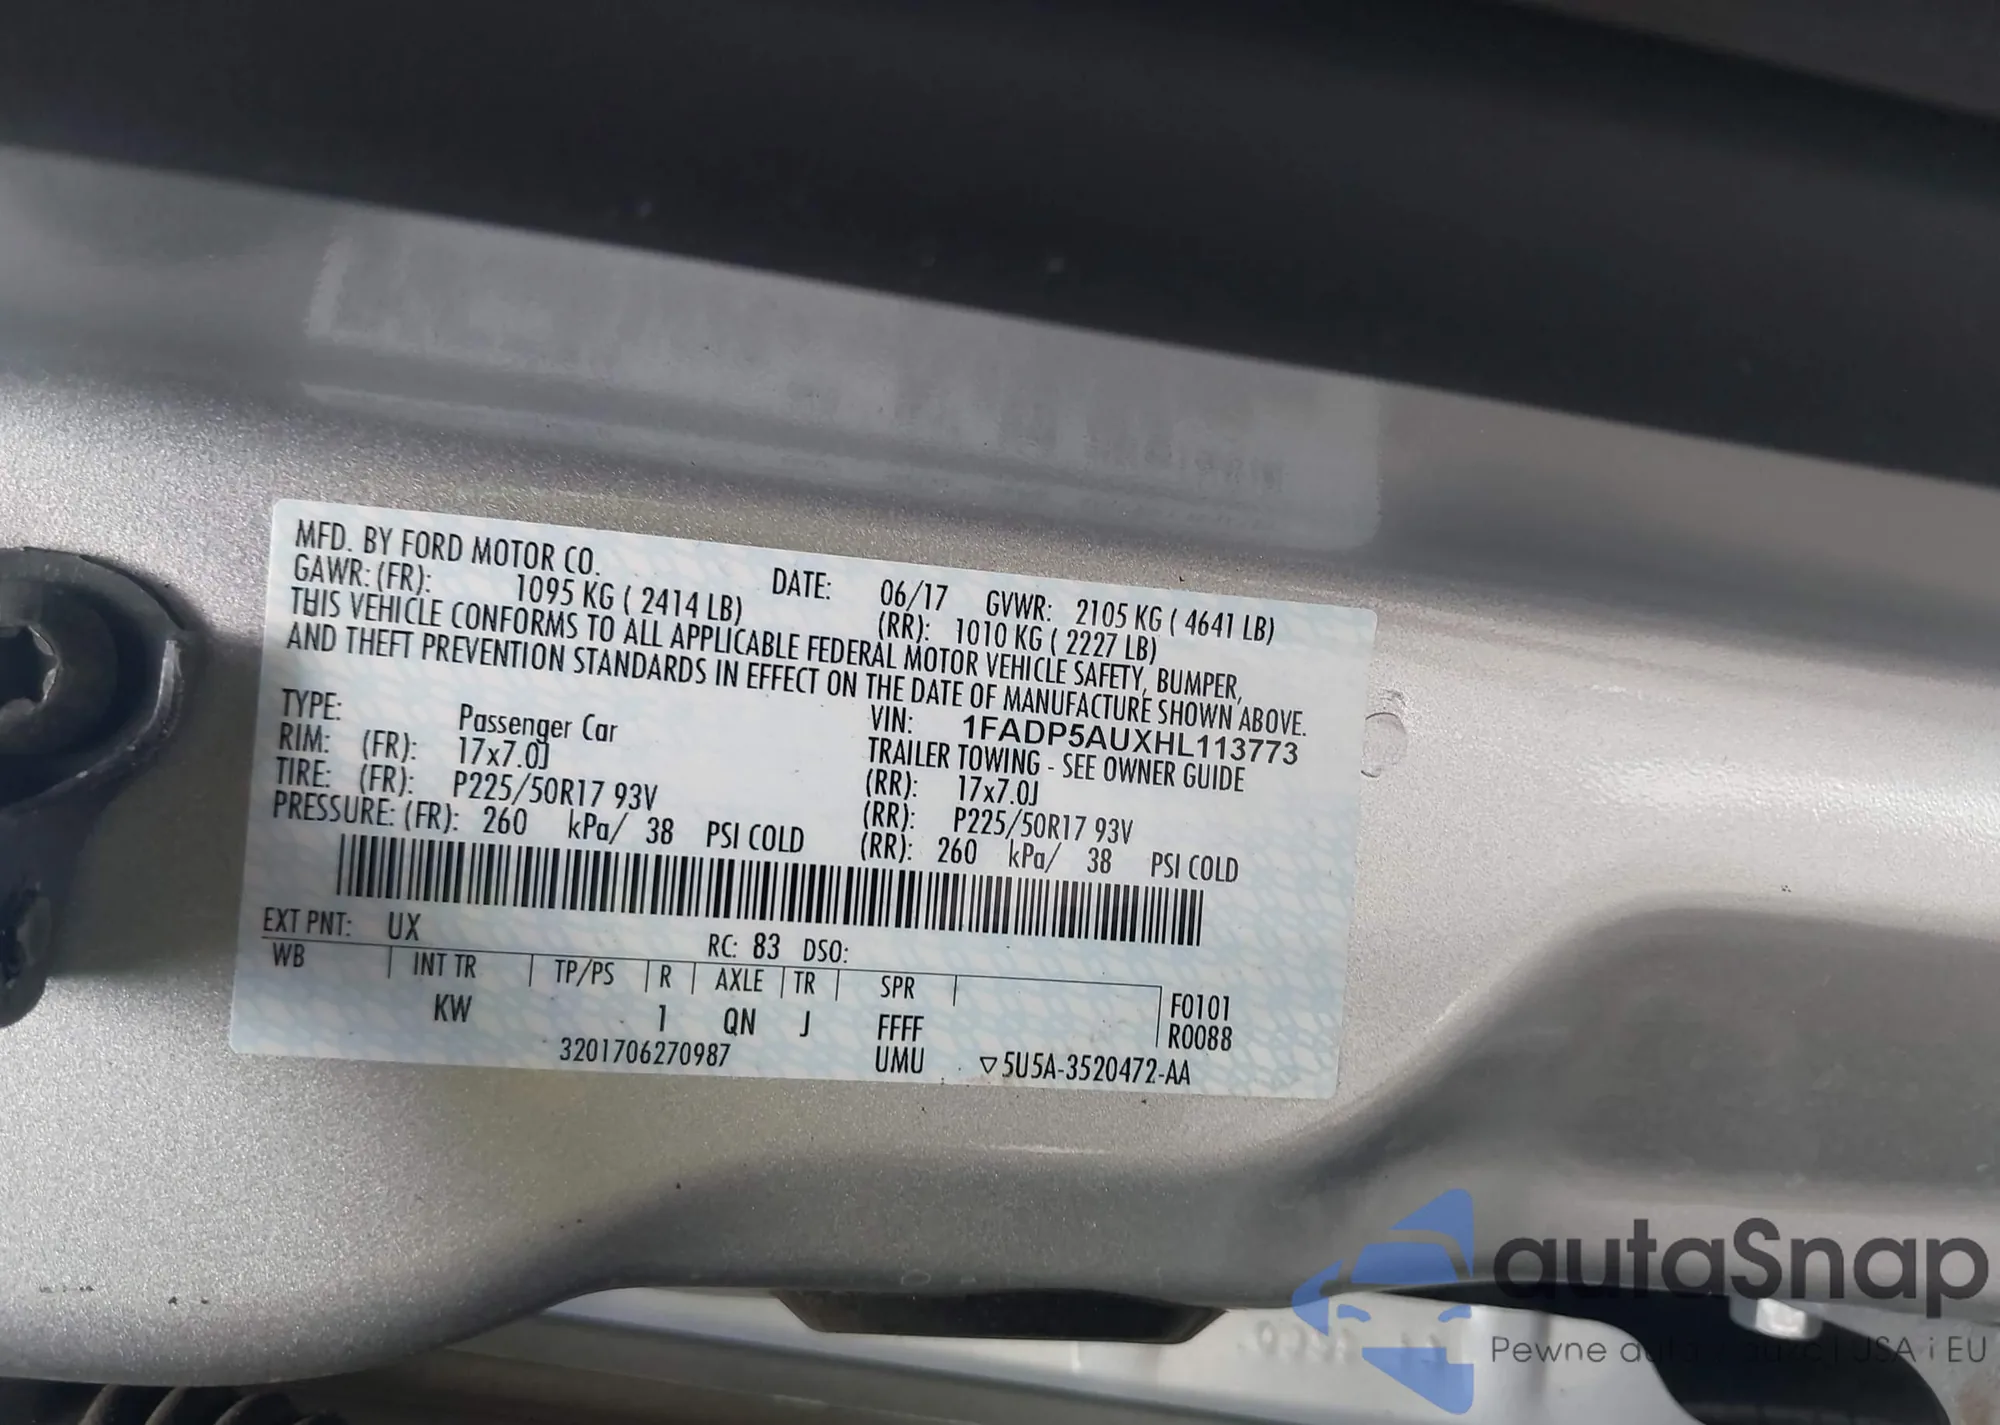 MFD. BY FORD MOTOR CO. DATE: 06/17 GVWR: 2105 KG ( 4641 LB)
GAWR: (FR): 1095 KG ( 2414 LB) (RR): 1010 KG ( 2227 LB)
THIS VEHICLE CONFORMS TO ALL APPLICABLE FEDERAL MOTOR VEHICLE SAFETY, BUMPER,
AND THEFT PREVENTION STANDARDS IN EFFECT ON THE DATE OF MANUFACTURE SHOWN ABOVE.
VIN: 1FADP5AUXHL113773
TYPE: Passenger Car TRAILER TOWING - SEE OWNER GUIDE
RIM: (FR): 17x7.0J (RR): 17x7.0J
TIRE: (FR): P225/50R17 93V (RR): P225/50R17 93V
PRESSURE: (FR): 260 kPa/ 38 PSI COLD (RR): 260 kPa/ 38 PSI COLD
EXT PNT: UX RC: 83 DSO:
WB INT TR TP/PS R AXLE TR SPR F0101
KW 1 QN J FFFF R0088
3201706270987 UMU ▽5U5A-3520472-AA
autaSnap
Pewne auta USA i EU